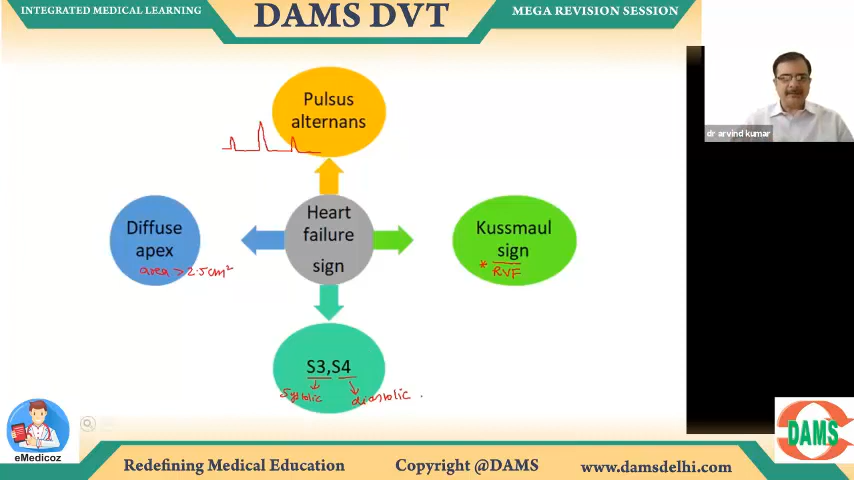 INTEGRATED MEDICAL LEARNING
DAMS DVT
MEGA REVISION SESSION
Pulsus
alternans
dr arvind kumar
Diffuse
apex
area > 2.5cm²
Heart
failure
sign
Kussmaul
sign
* RVF
S3,S4
Systolic
diastolic
eMedicoz
DAMS
Redefining Medical Education
Copyright @DAMS
www.damsdelhi.com